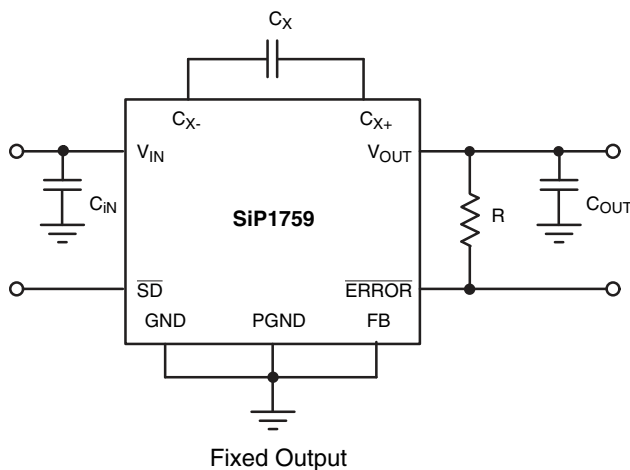 CX
CX- CX+
VIN VOUT
CiN SiP1759 R COUT
SD ERROR
GND PGND FB
Fixed Output